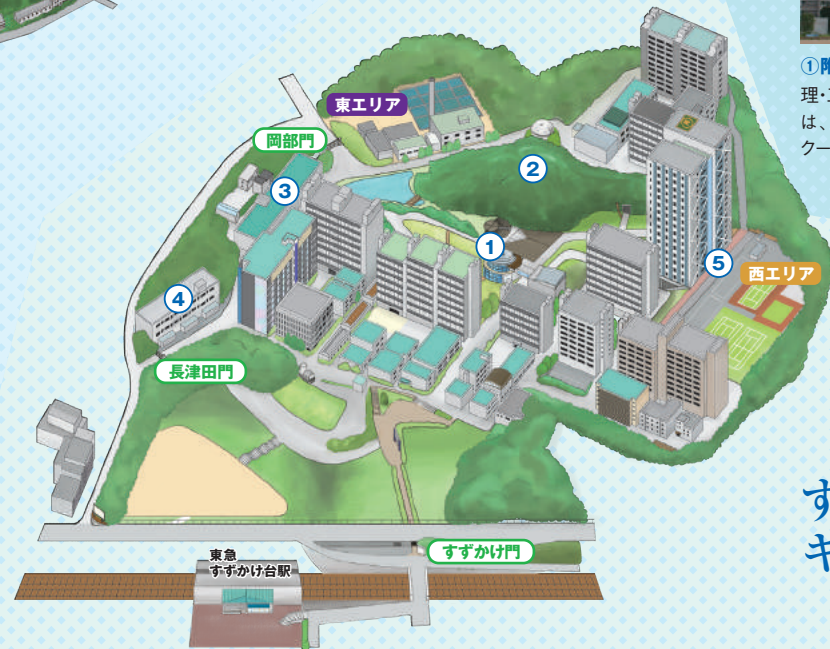 ①附
理・
は、
クー
東エリア
岡部門
③
②
①
⑤
西エリア
④
長津田門
す
キ
すずかけ門
東急
すずかけ台駅